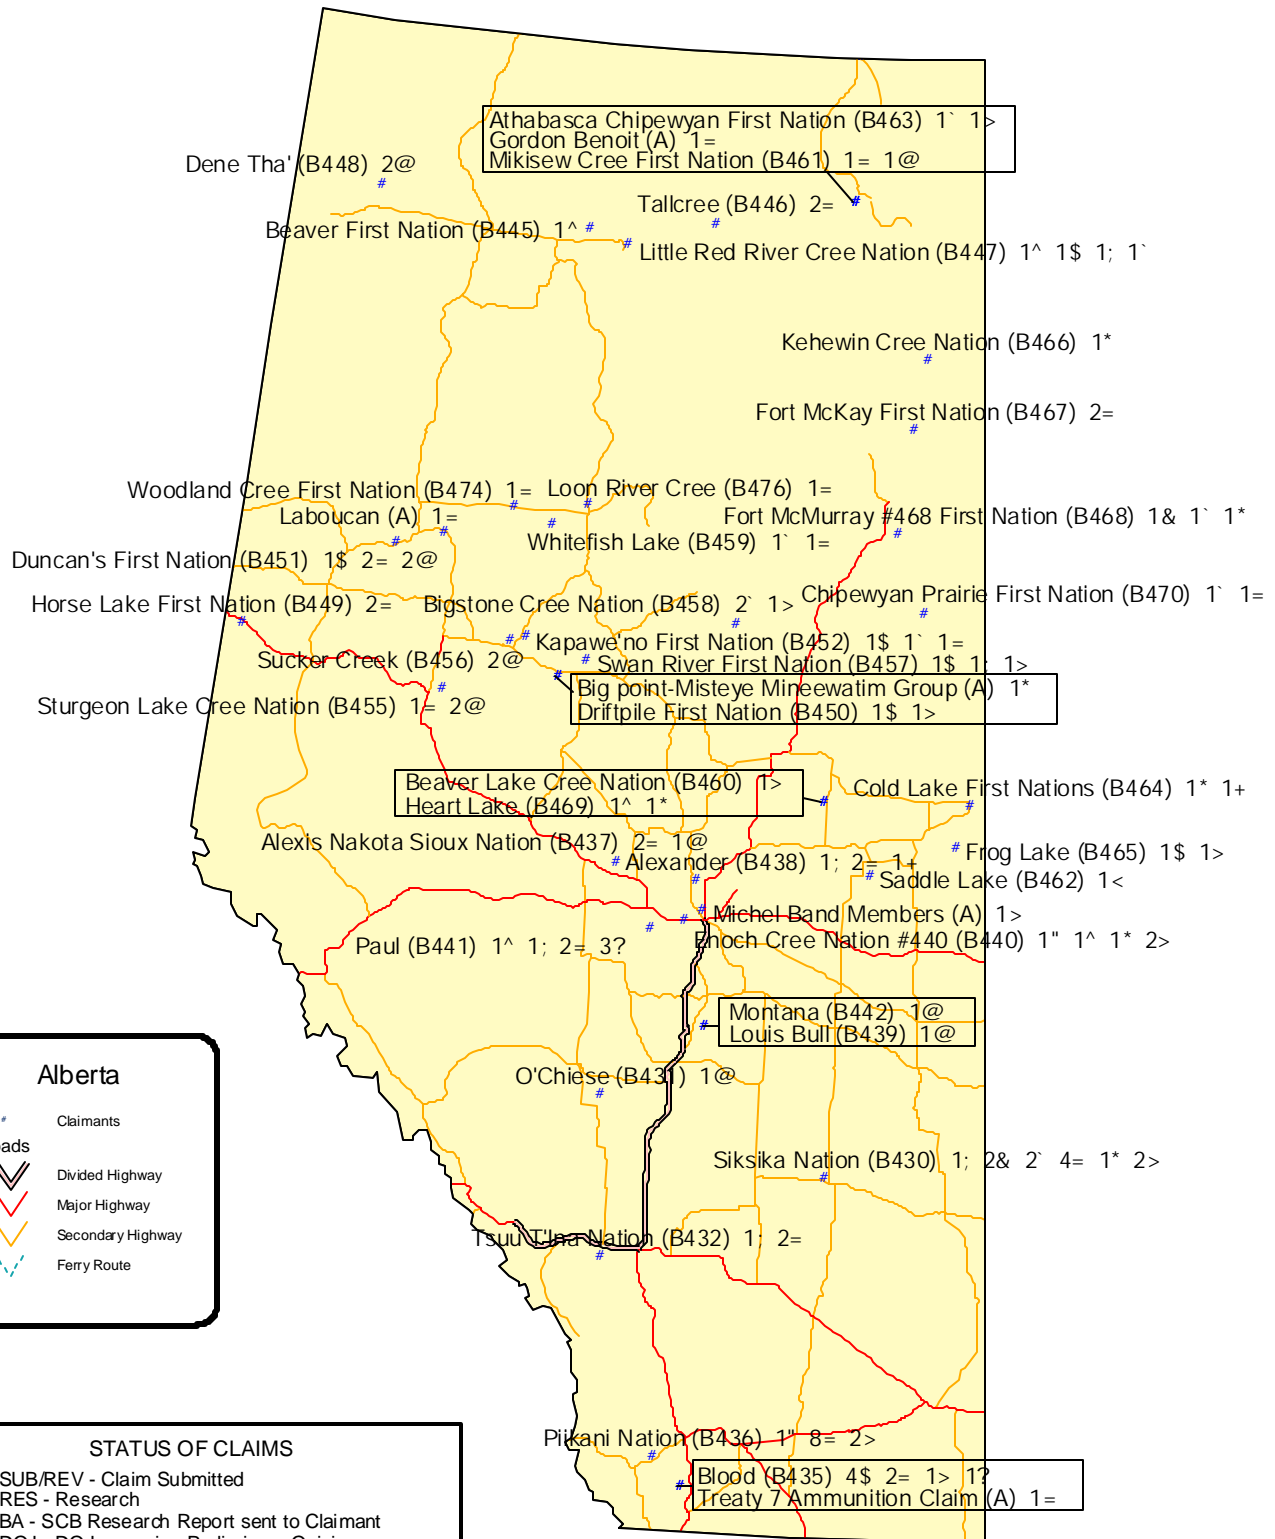 Athabasca Chipewyan First Nation (B463) 1` 1>
Gordon Benoit (A) 1=
Mikisew Cree First Nation (B461) 1= 1@
Dene Tha' (B448) 2@
Tallcree (B446) 2=
Beaver First Nation (B445) 1^
Little Red River Cree Nation (B447) 1^ 1$ 1; 1`
Kehewin Cree Nation (B466) 1*
Fort McKay First Nation (B467) 2=
Woodland Cree First Nation (B474) 1=
Loon River Cree (B476) 1=
Laboucan (A) 1=
Fort McMurray #468 First Nation (B468) 1& 1` 1*
Whitefish Lake (B459) 1` 1=
Duncan's First Nation (B451) 1$ 2= 2@
Chipewyan Prairie First Nation (B470) 1` 1=
Horse Lake First Nation (B449) 2=
Bigstone Cree Nation (B458) 2` 1>
Kapawe'no First Nation (B452) 1$ 1` 1=
Sucker Creek (B456) 2@
Swan River First Nation (B457) 1$ 1; 1>
Big point-Misteye Mineewatim Group (A) 1*
Driftpile First Nation (B450) 1$ 1>
Sturgeon Lake Cree Nation (B455) 1= 2@
Beaver Lake Cree Nation (B460) 1>
Heart Lake (B469) 1^ 1*
Cold Lake First Nations (B464) 1* 1+
Alexis Nakota Sioux Nation (B437) 2= 1@
Frog Lake (B465) 1$ 1>
Alexander (B438) 1; 2= 1+
Saddle Lake (B462) 1<
Michel Band Members (A) 1>
Enoch Cree Nation #440 (B440) 1" 1^ 1* 2>
Paul (B441) 1^ 1; 2= 3?
Montana (B442) 1@
Louis Bull (B439) 1@
O'Chiese (B431) 1@
Alberta
# Claimants
ads
Divided Highway
Major Highway
Secondary Highway
Ferry Route
Siksika Nation (B430) 1; 2& 2` 4= 1* 2>
Tsuu T'Ina Nation (B432) 1; 2=
Piikani Nation (B436) 1" 8= 2>
Blood (B435) 4$ 2= 1> 1?
Treaty 7 Ammunition Claim (A) 1=
STATUS OF CLAIMS
SUB/REV - Claim Submitted
RES - Research
BA - SCB Research Report sent to Claimant